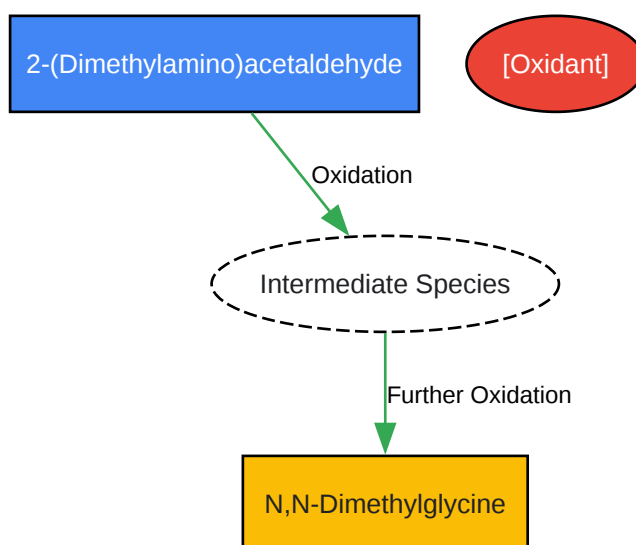 2-(Dimethylamino)acetaldehyde
[Oxidant]
Oxidation
Intermediate Species
Further Oxidation
N,N-Dimethylglycine